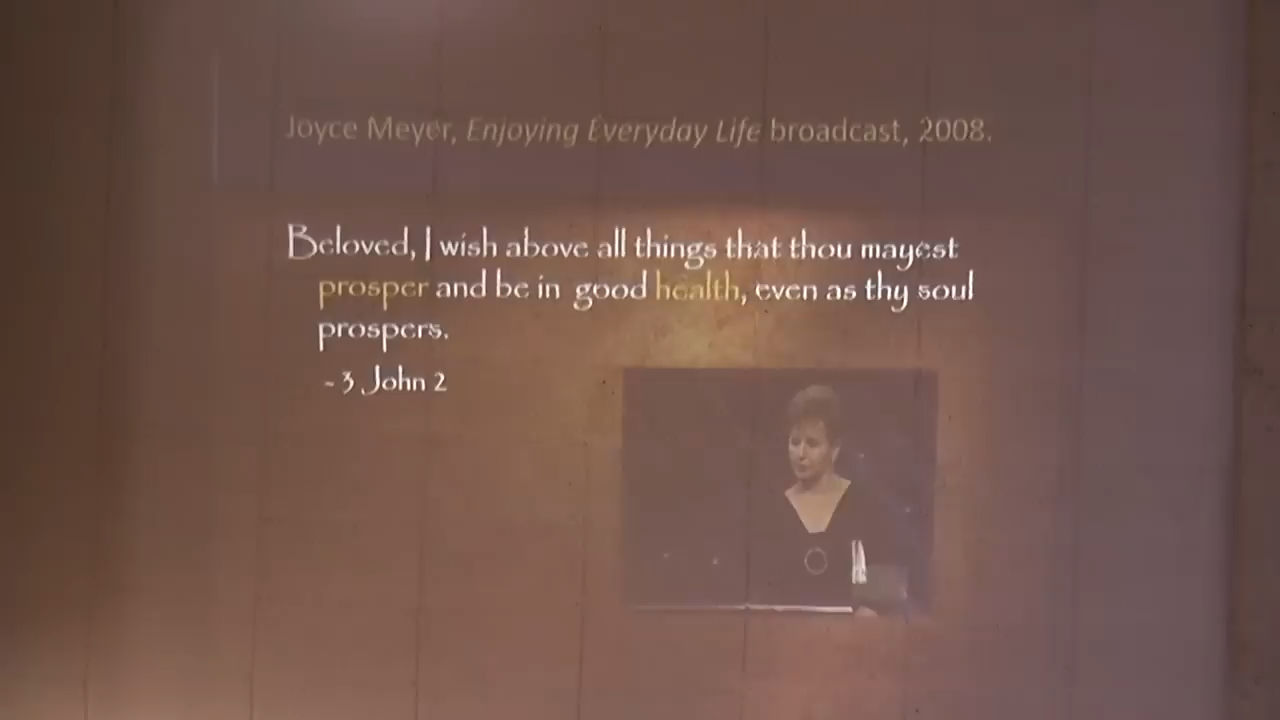 Joyce Meyer, Enjoying Everyday Life broadcast, 2008.
Beloved, I wish above all things that thou mayest
prosper and be in good health, even as thy soul
prospers.
~ 3 John 2